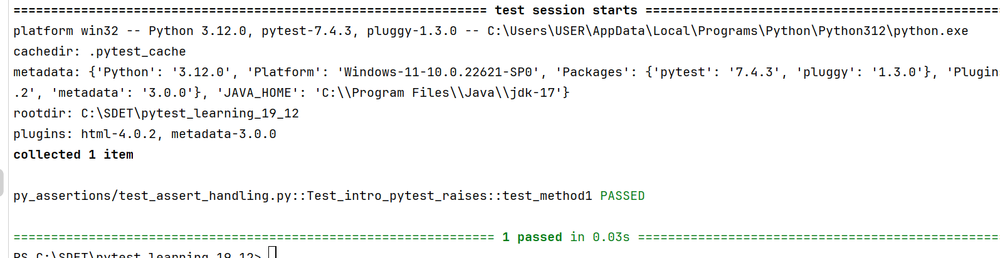 ============================================================== test session starts ===============================================
platform win32 -- Python 3.12.0, pytest-7.4.3, pluggy-1.3.0 -- C:\Users\USER\AppData\Local\Programs\Python\Python312\python.exe
cachedir: .pytest_cache
metadata: {'Python': '3.12.0', 'Platform': 'Windows-11-10.0.22621-SP0', 'Packages': {'pytest': '7.4.3', 'pluggy': '1.3.0'}, 'Plugin
.2', 'metadata': '3.0.0'}, 'JAVA_HOME': 'C:\\Program Files\\Java\\jdk-17'}
rootdir: C:\SDET\pytest_learning_19_12
plugins: html-4.0.2, metadata-3.0.0
collected 1 item
py_assertions/test_assert_handling.py::Test_intro_pytest_raises::test_method1 PASSED
================================================================ 1 passed in 0.03s ================================================
PS C:\SDET\pytest_learning_19_12>